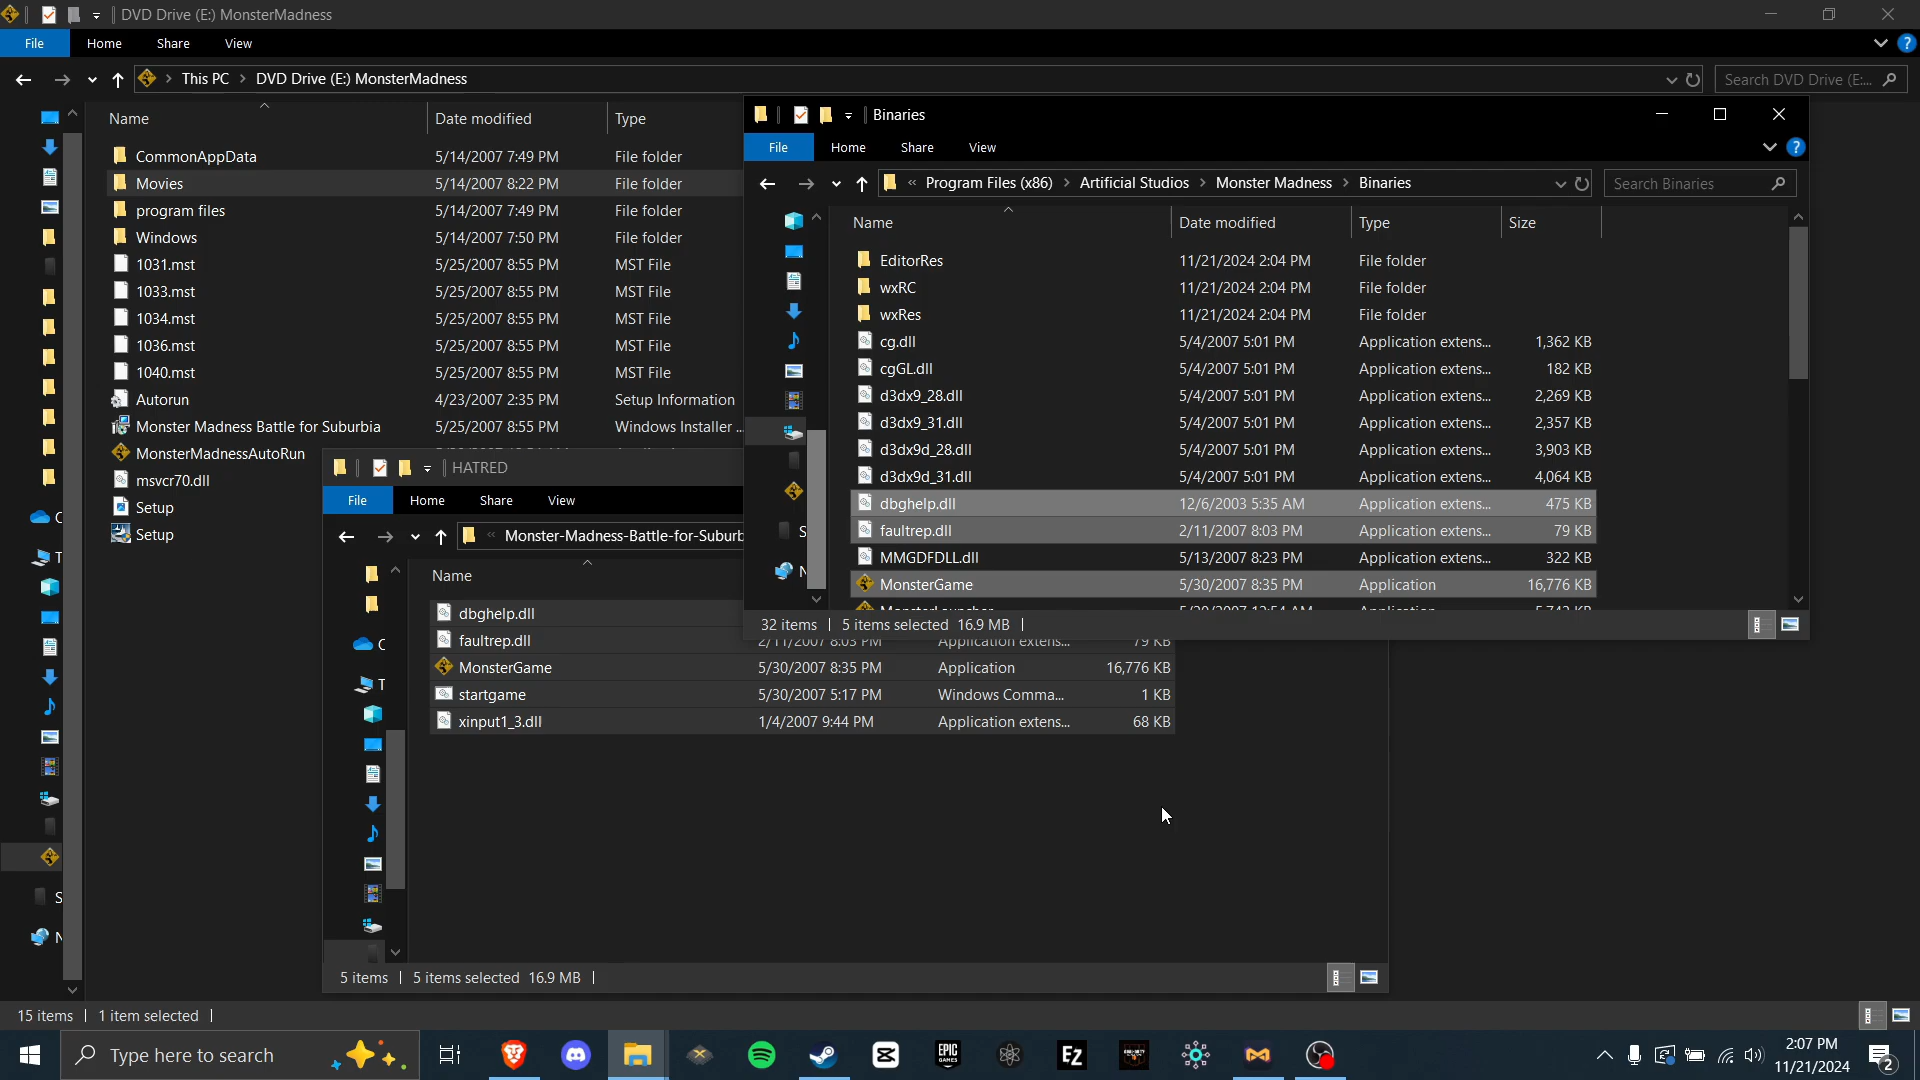 DVD Drive (E:) MonsterMadness
File Home Share View
This PC > DVD Drive (E:) MonsterMadness
Search DVD Drive (E:...
Name Date modified Type
CommonAppData 5/14/2007 7:49 PM File folder
Movies 5/14/2007 8:22 PM File folder
program files 5/14/2007 7:49 PM File folder
Windows 5/14/2007 7:50 PM File folder
1031.mst 5/25/2007 8:55 PM MST File
1033.mst 5/25/2007 8:55 PM MST File
1034.mst 5/25/2007 8:55 PM MST File
1036.mst 5/25/2007 8:55 PM MST File
1040.mst 5/25/2007 8:55 PM MST File
Autorun 4/23/2007 2:35 PM Setup Information
Monster Madness Battle for Suburbia 5/25/2007 8:55 PM Windows Installer ...
MonsterMadnessAutoRun
msvcr70.dll
Setup
Setup
15 items | 1 item selected |
Binaries
File Home Share View
« Program Files (x86) > Artificial Studios > Monster Madness > Binaries
Search Binaries
Name Date modified Type Size
EditorRes 11/21/2024 2:04 PM File folder
wxRC 11/21/2024 2:04 PM File folder
wxRes 11/21/2024 2:04 PM File folder
cg.dll 5/4/2007 5:01 PM Application extens... 1,362 KB
cgGL.dll 5/4/2007 5:01 PM Application extens... 182 KB
d3dx9_28.dll 5/4/2007 5:01 PM Application extens... 2,269 KB
d3dx9_31.dll 5/4/2007 5:01 PM Application extens... 2,357 KB
d3dx9d_28.dll 5/4/2007 5:01 PM Application extens... 3,903 KB
d3dx9d_31.dll 5/4/2007 5:01 PM Application extens... 4,064 KB
dbghelp.dll 12/6/2003 5:35 AM Application extens... 475 KB
faultrep.dll 2/11/2007 8:03 PM Application extens... 79 KB
MMGDFDLL.dll 5/13/2007 8:23 PM Application extens... 322 KB
MonsterGame 5/30/2007 8:35 PM Application 16,776 KB
32 items | 5 items selected 16.9 MB |
HATRED
File Home Share View
« Monster-Madness-Battle-for-Suburb
Name
dbghelp.dll
faultrep.dll 2/11/2007 8:03 PM Application extens... 79 KB
MonsterGame 5/30/2007 8:35 PM Application 16,776 KB
startgame 5/30/2007 5:17 PM Windows Comma... 1 KB
xinput1_3.dll 1/4/2007 9:44 PM Application extens... 68 KB
5 items | 5 items selected 16.9 MB |
Type here to search
EPIC GAMES
EZ
2:07 PM
11/21/2024
2